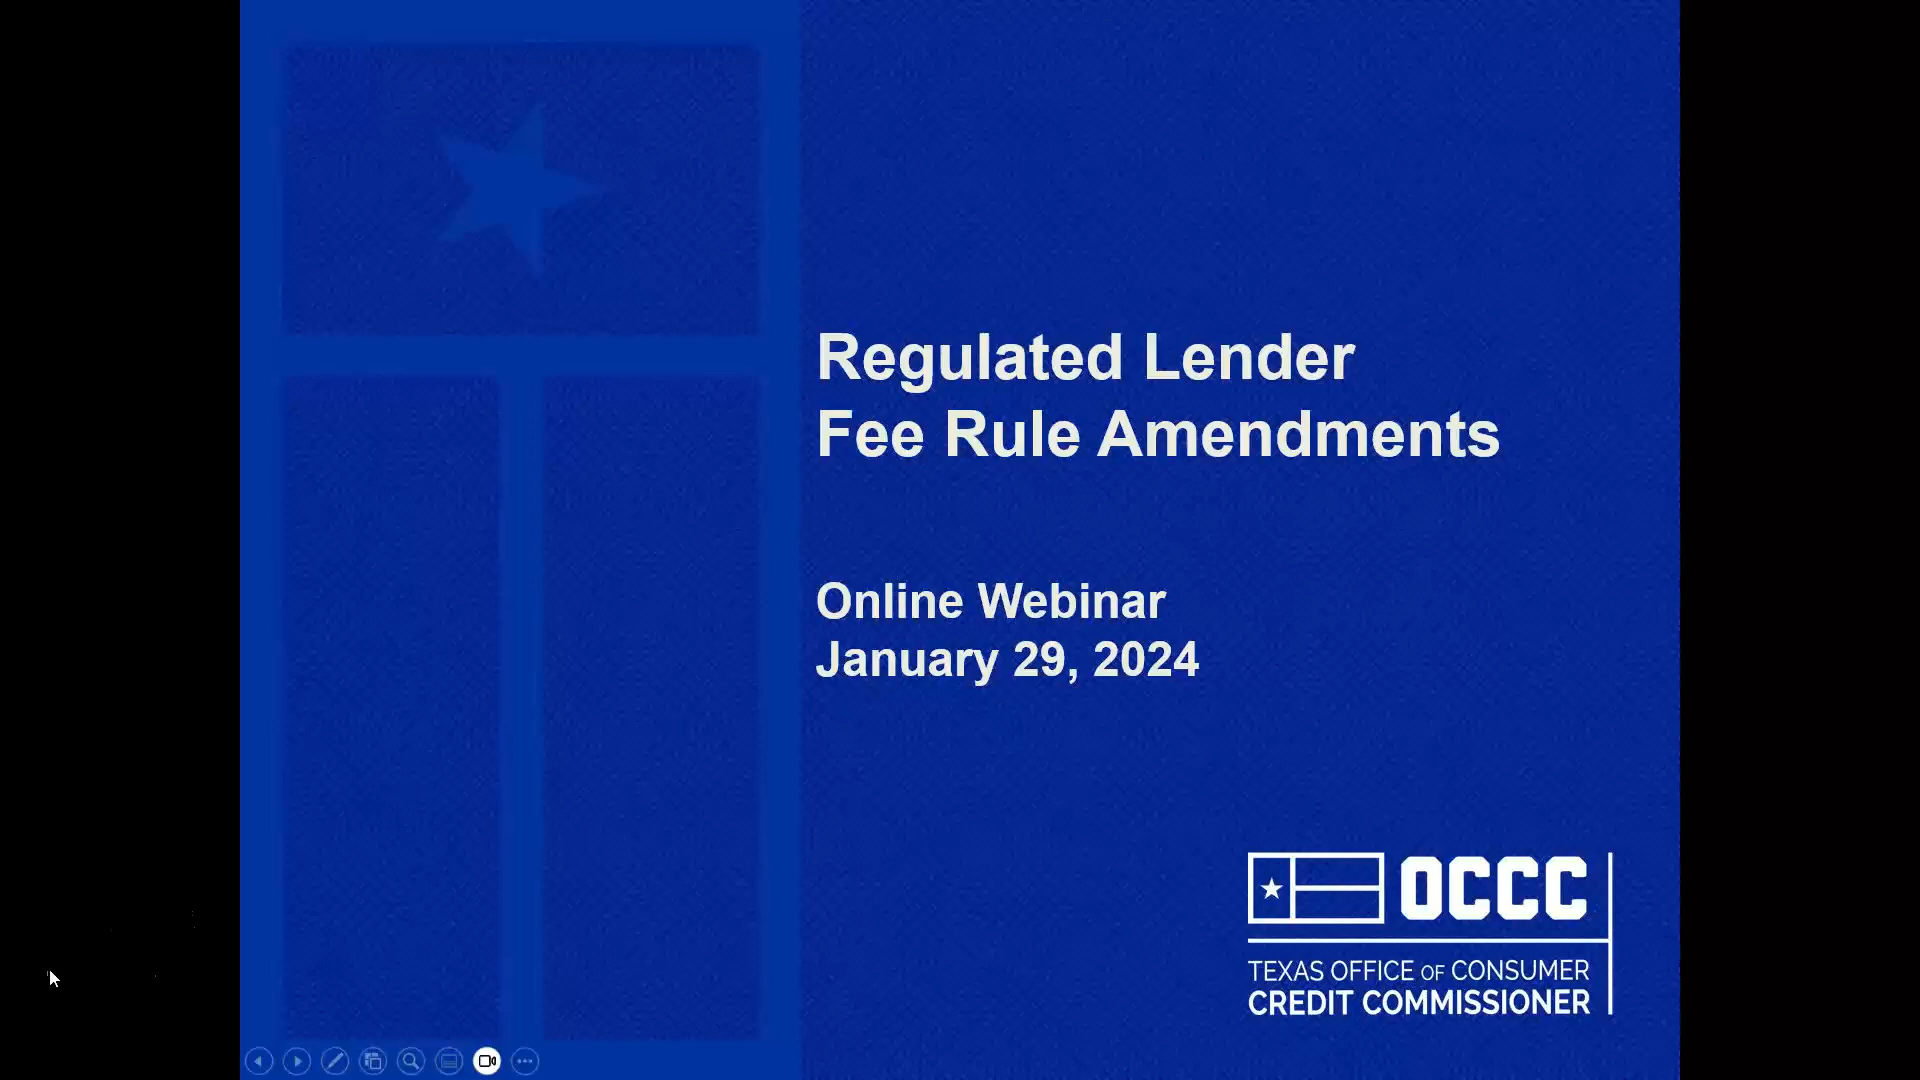 Regulated Lender
Fee Rule Amendments
Online Webinar
January 29, 2024
OCCC
TEXAS OFFICE OF CONSUMER
CREDIT COMMISSIONER